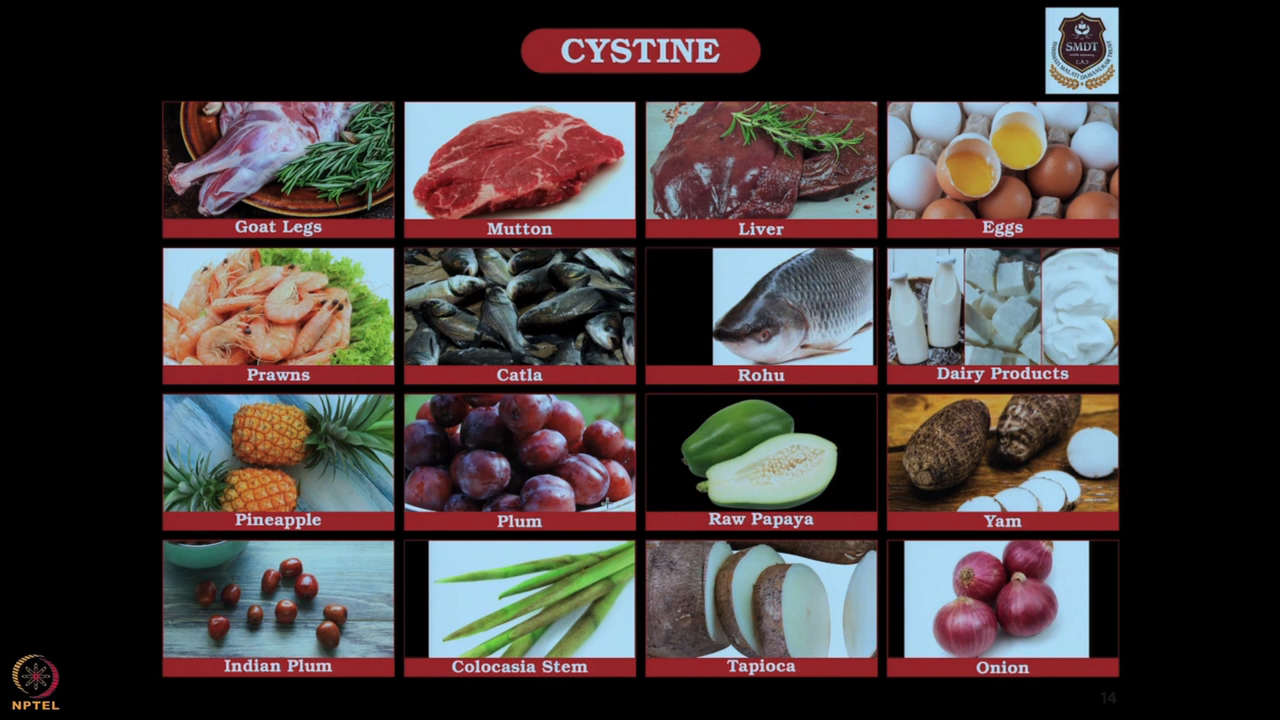 CYSTINE
SMDT
Goat Legs
Mutton
Liver
Eggs
Prawns
Catla
Rohu
Dairy Products
Pineapple
Plum
Raw Papaya
Yam
Indian Plum
Colocasia Stem
Tapioca
Onion
NPTEL
14